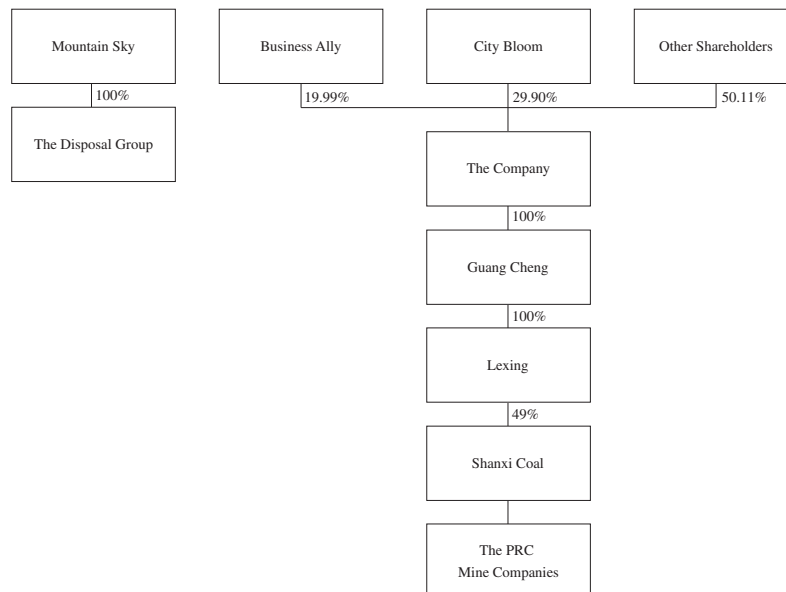 Mountain Sky
Business Ally
City Bloom
Other Shareholders
100%
19.99%
29.90%
50.11%
The Disposal Group
The Company
100%
Guang Cheng
100%
Lexing
49%
Shanxi Coal
The PRC
Mine Companies